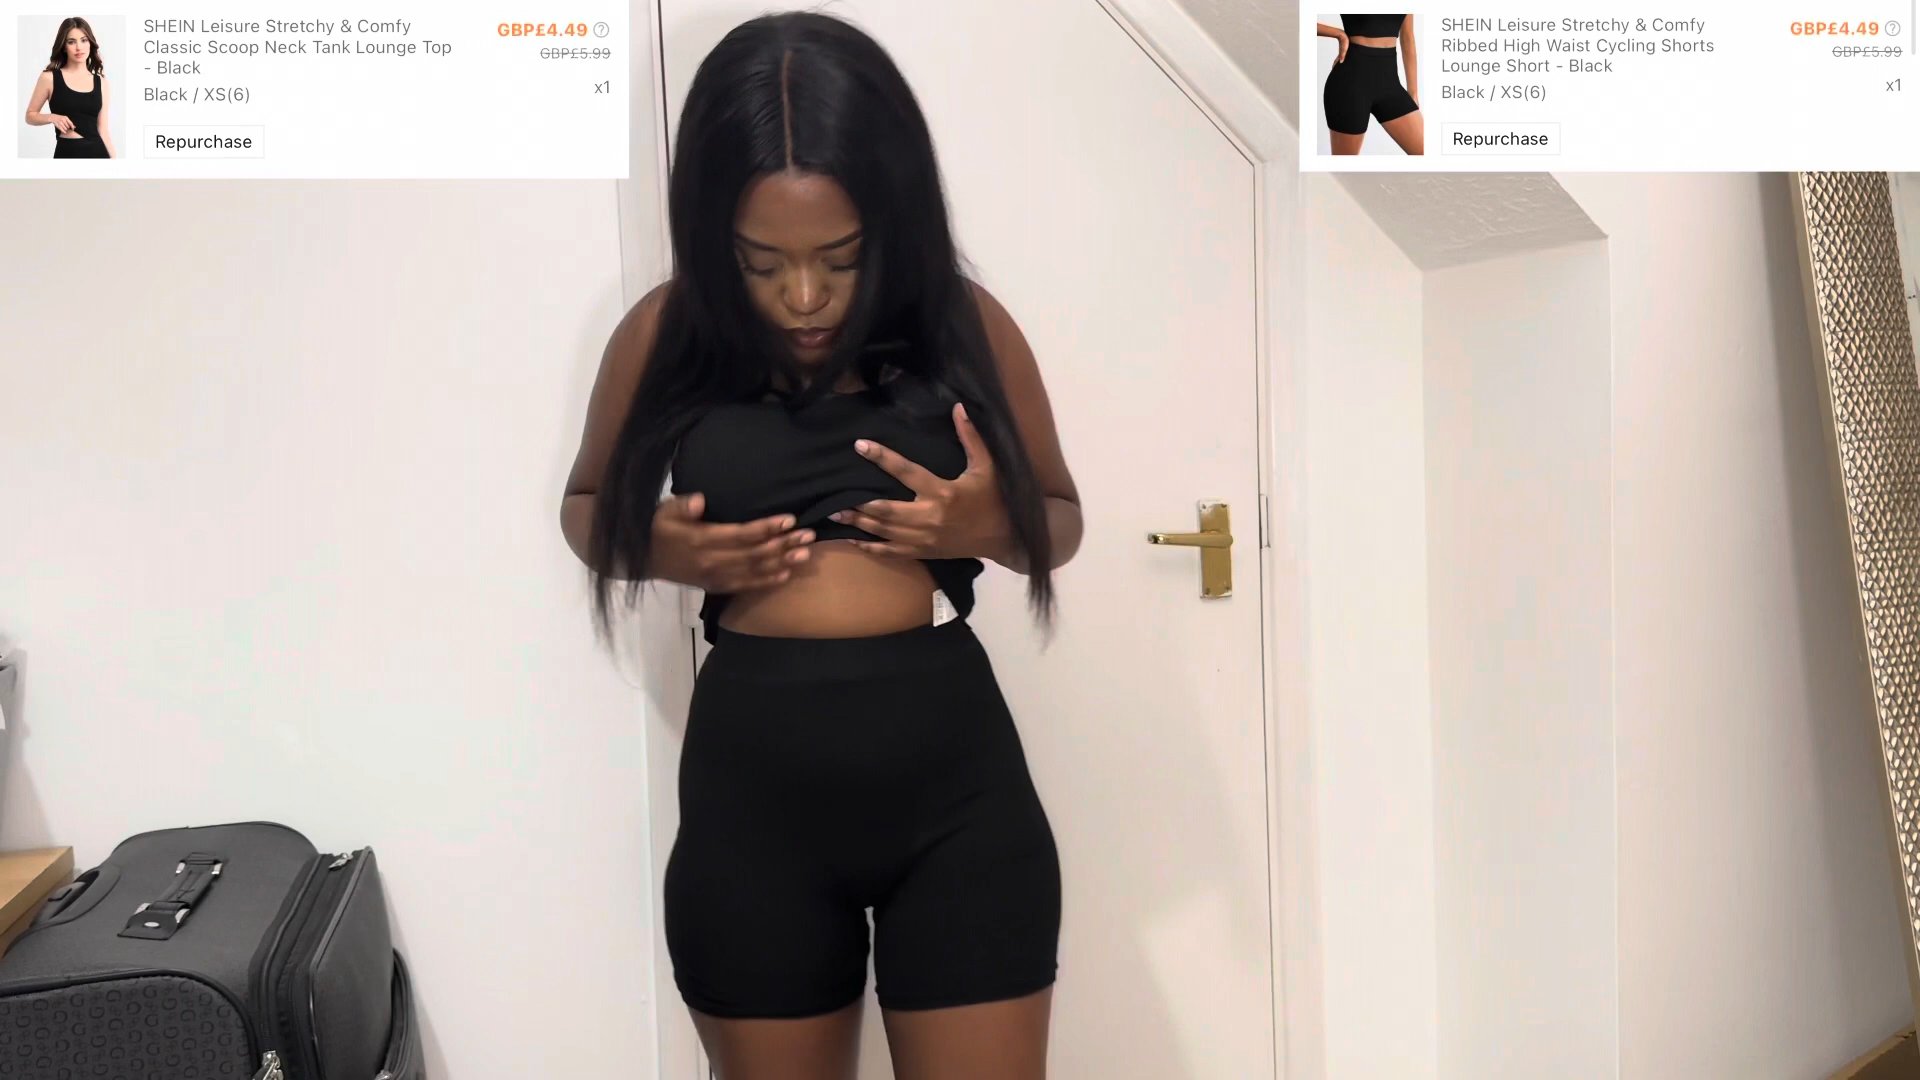 SHEIN Leisure Stretchy & Comfy
Classic Scoop Neck Tank Lounge Top
- Black
Black / XS(6)
GBP£4.49
GBP£5.99
x1
Repurchase
SHEIN Leisure Stretchy & Comfy
Ribbed High Waist Cycling Shorts
Lounge Short - Black
Black / XS(6)
GBP£4.49
GBP£5.99
x1
Repurchase